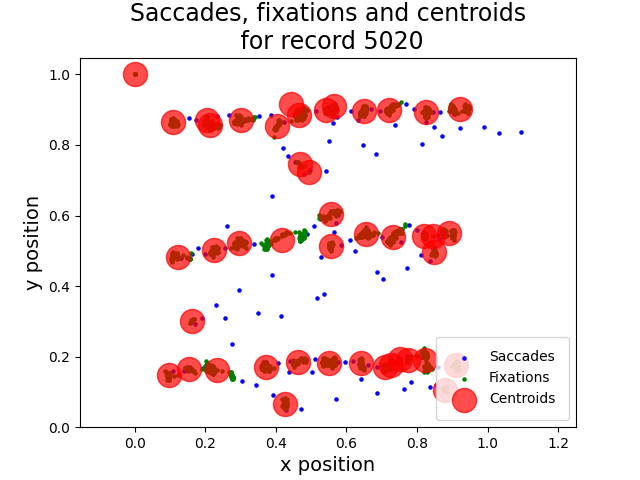 Saccades, fixations and centroids
for record 5020
1.0
0.8
0.6
0.4
0.2
0.0
y position
0.0 0.2 0.4 0.6 0.8 1.0 1.2
x position
Saccades
Fixations
Centroids